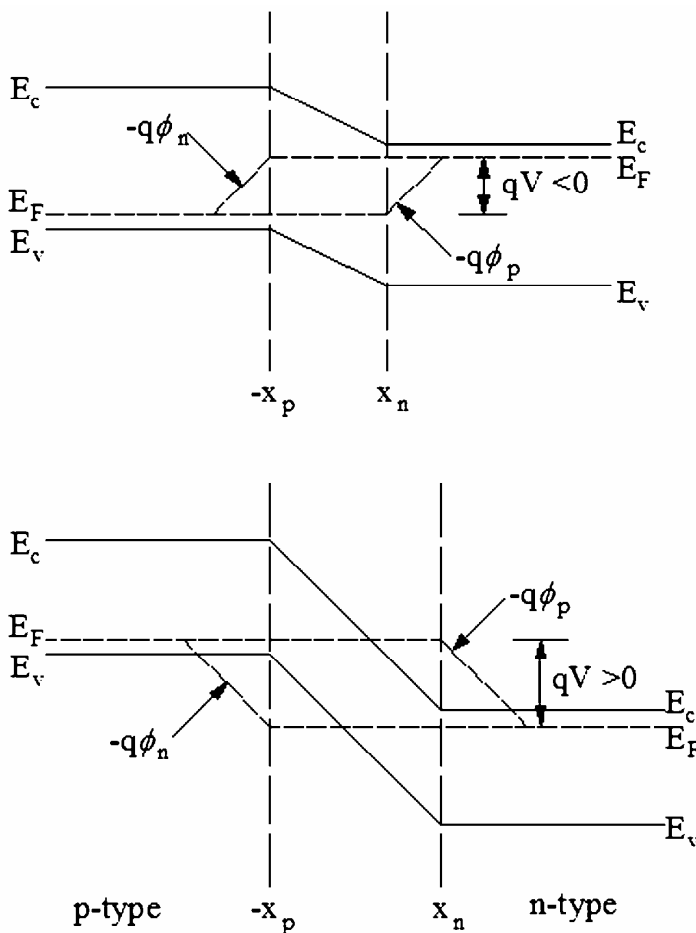 E_c
-qϕ_n
E_c
E_F
qV <0
E_F
E_v
-qϕ_p
E_v
-x_p x_n
E_c
-qϕ_p
E_F
qV >0
E_v
E_c
-qϕ_n
E_F
E_v
p-type -x_p x_n n-type